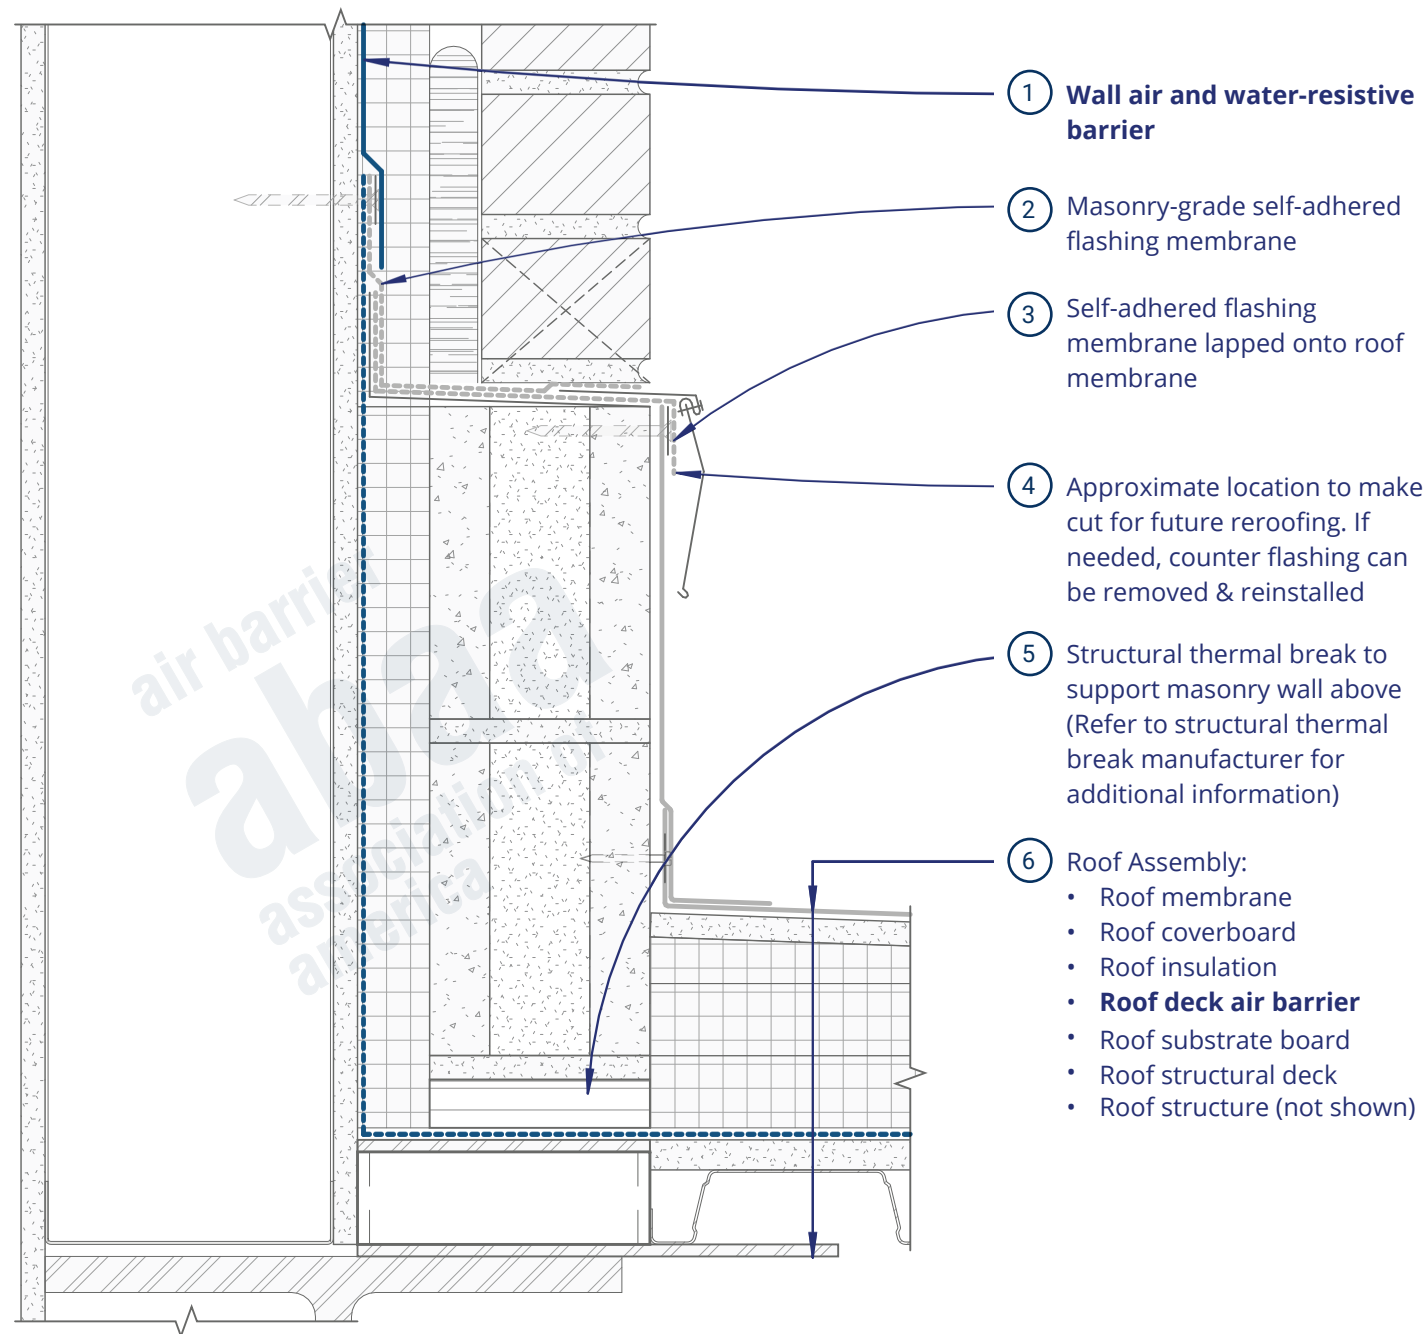 1 Wall air and water-resistive
barrier
2 Masonry-grade self-adhered
flashing membrane
3 Self-adhered flashing
membrane lapped onto roof
membrane
4 Approximate location to make
cut for future reroofing. If
needed, counter flashing can
be removed & reinstalled
5 Structural thermal break to
support masonry wall above
(Refer to structural thermal
break manufacturer for
additional information)
6 Roof Assembly:
• Roof membrane
• Roof coverboard
• Roof insulation
• Roof deck air barrier
• Roof substrate board
• Roof structural deck
• Roof structure (not shown)
air barrier
abaa
association of
america